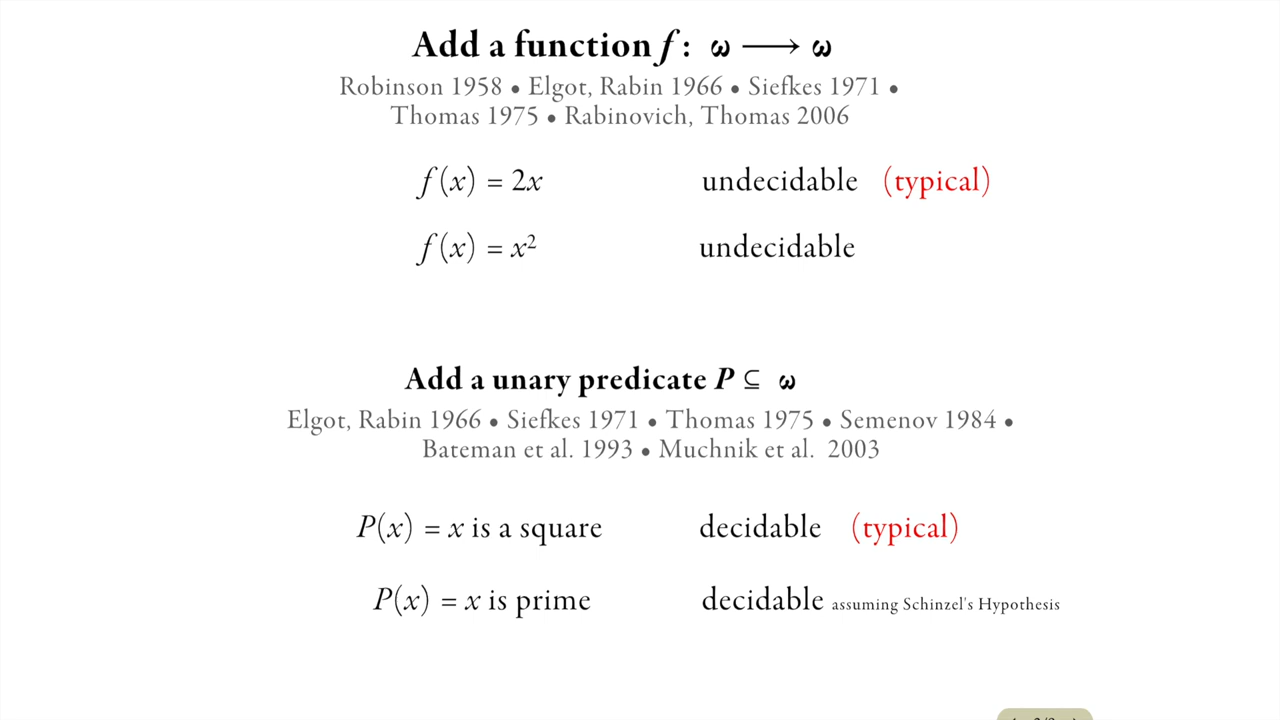 Add a function f : ω ⟶ ω
Robinson 1958 • Elgot, Rabin 1966 • Siefkes 1971 •
Thomas 1975 • Rabinovich, Thomas 2006
f(x) = 2x undecidable (typical)
f(x) = x² undecidable
Add a unary predicate P ⊆ ω
Elgot, Rabin 1966 • Siefkes 1971 • Thomas 1975 • Semenov 1984 •
Bateman et al. 1993 • Muchnik et al. 2003
P(x) = x is a square decidable (typical)
P(x) = x is prime decidable assuming Schinzel's Hypothesis